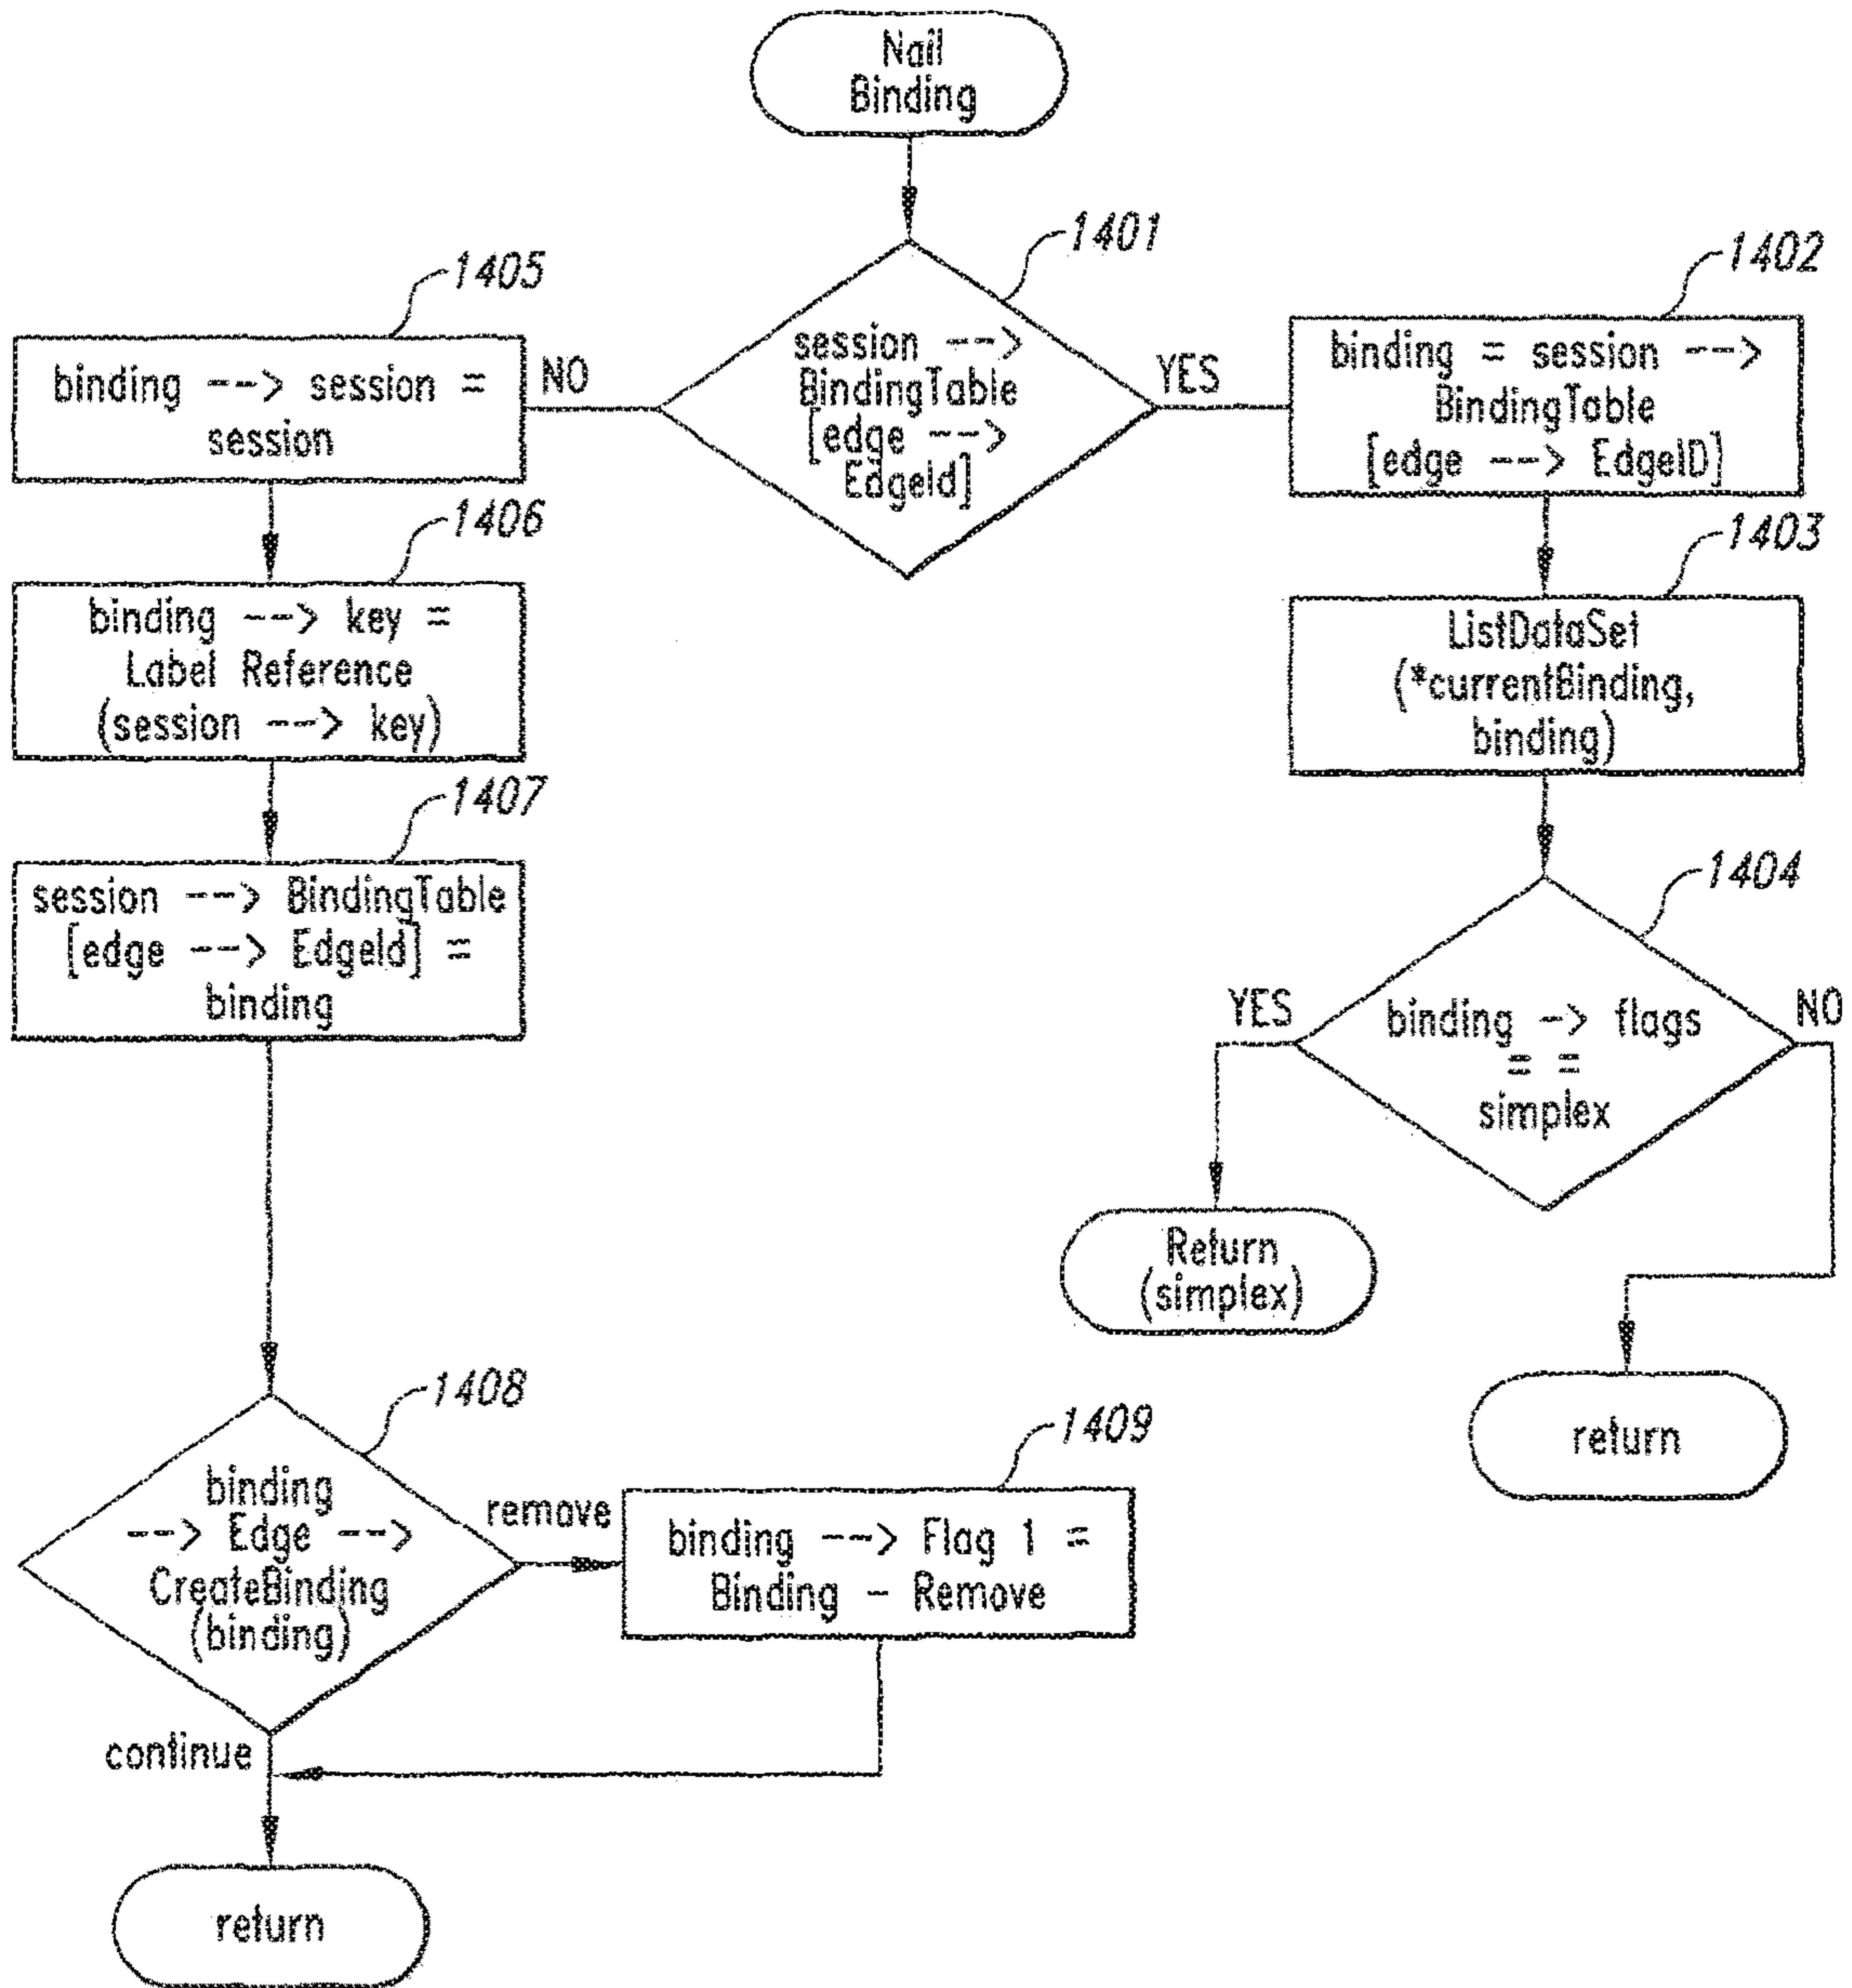 Nail
Binding
1401
session -->
BindingTable
[edge -->
EdgeId]
NO
YES
1405
binding --> session =
session
1406
binding --> key =
Label Reference
(session --> key)
1407
session --> BindingTable
[edge --> EdgeId] =
binding
1408
binding
--> Edge -->
CreateBinding
(binding)
remove
continue
1409
binding --> Flag 1 =
Binding - Remove
return
1402
binding = session -->
BindingTable
[edge --> EdgeID]
1403
ListDataSet
(*currentBinding,
binding)
1404
binding -> flags
= =
simplex
YES
NO
Return
(simplex)
return